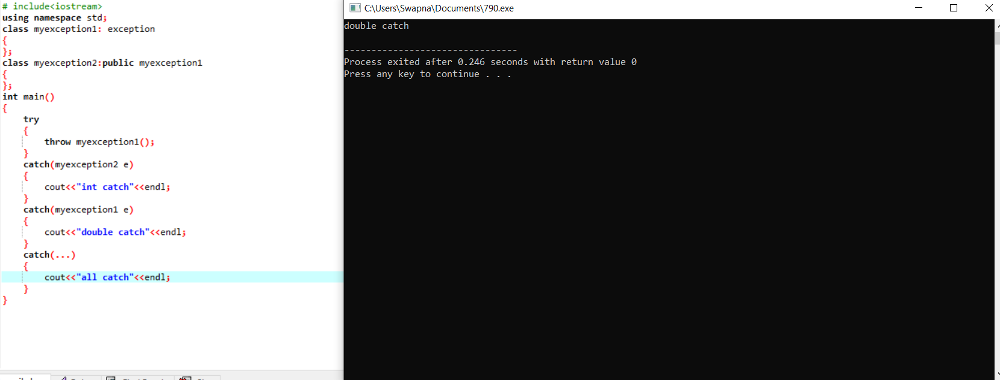 # include<iostream>
using namespace std;
class myexception1: exception
{
};
class myexception2:public myexception1
{
};
int main()
{
    try
    {
        throw myexception1();
    }
    catch(myexception2 e)
    {
        cout<<"int catch"<<endl;
    }
    catch(myexception1 e)
    {
        cout<<"double catch"<<endl;
    }
    catch(...)
    {
        cout<<"all catch"<<endl;
    }
}
C:\Users\Swapna\Documents\790.exe
double catch
--------------------------------
Process exited after 0.246 seconds with return value 0
Press any key to continue . . .